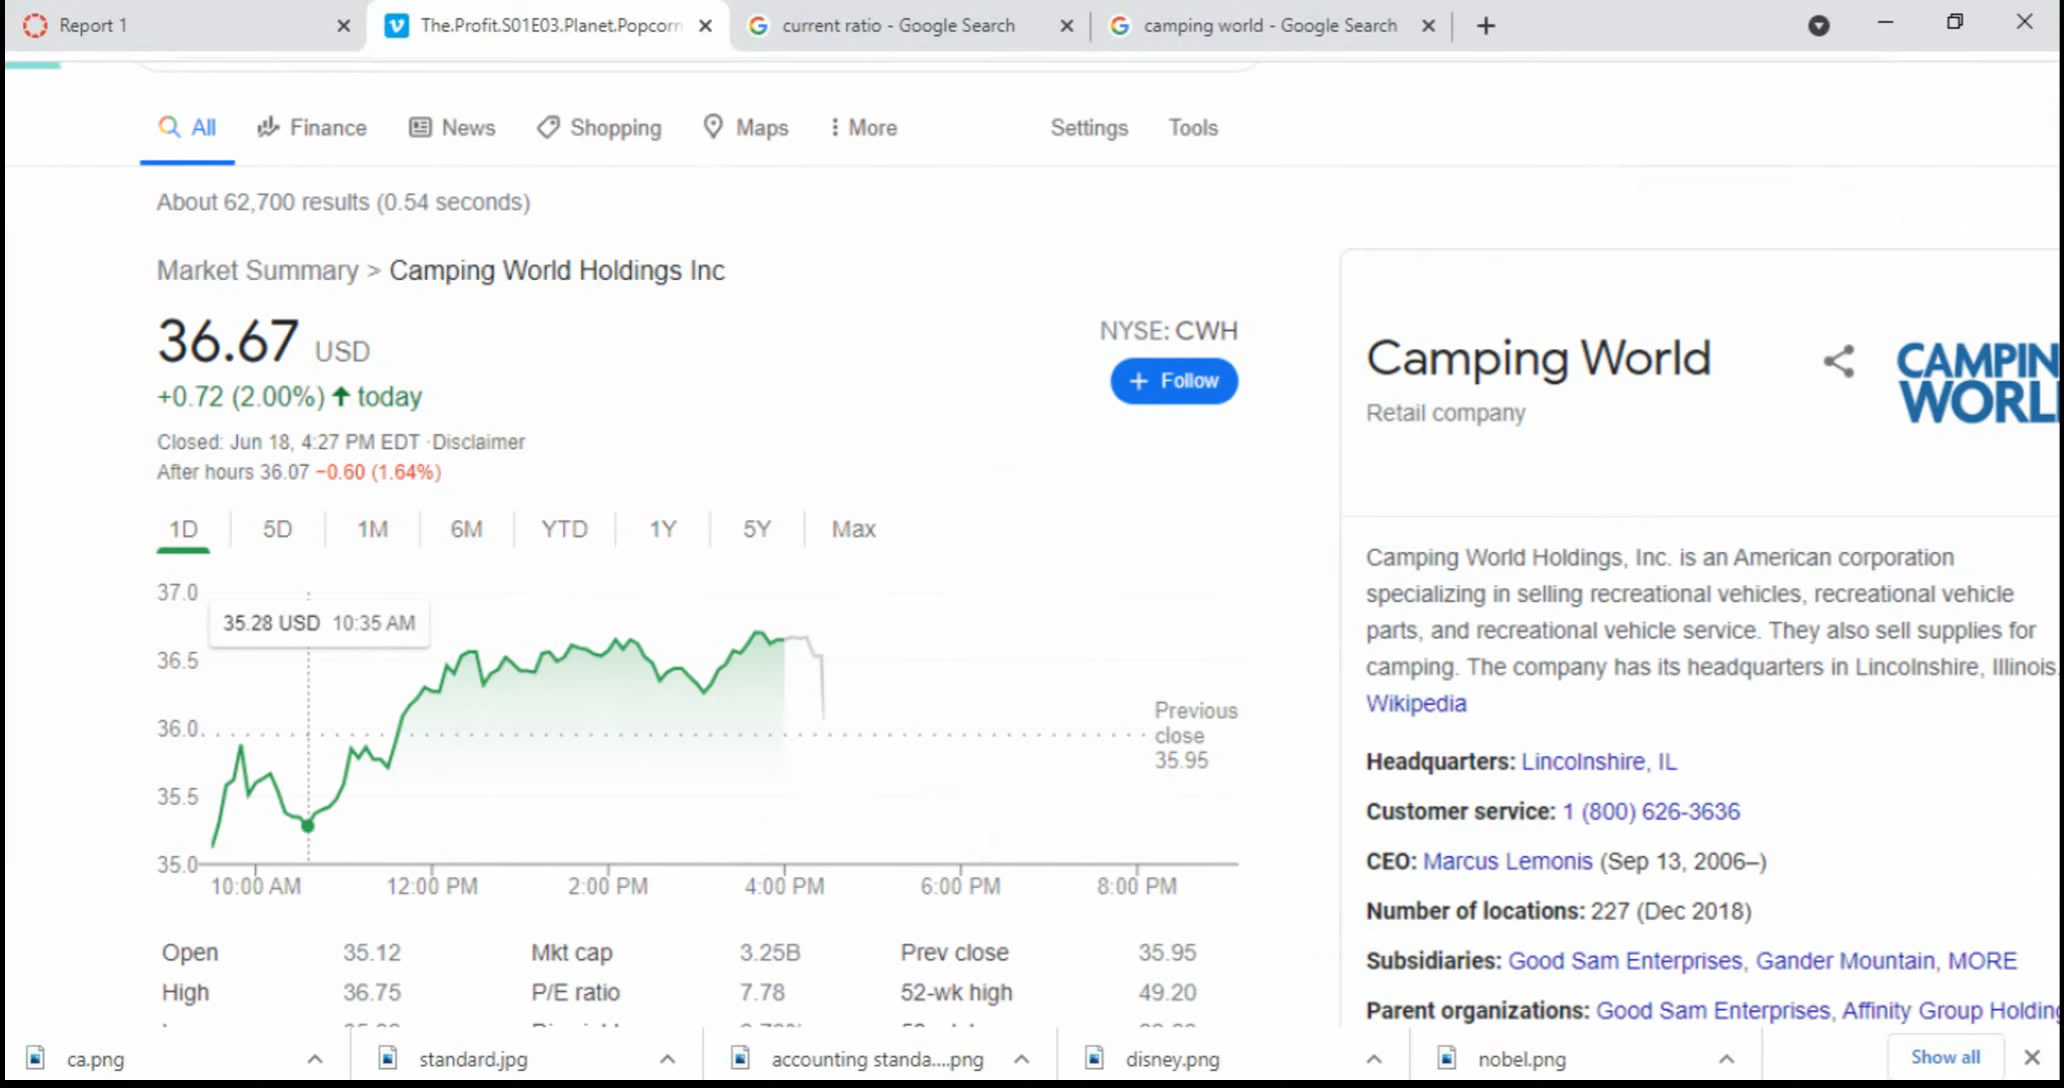 Report 1
The.Profit.S01E03.Planet.Popcorn
current ratio - Google Search
camping world - Google Search
All Finance News Shopping Maps More Settings Tools
About 62,700 results (0.54 seconds)
Market Summary > Camping World Holdings Inc
36.67 USD
+0.72 (2.00%) today
Closed: Jun 18, 4:27 PM EDT · Disclaimer
After hours 36.07 −0.60 (1.64%)
NYSE: CWH
+ Follow
1D 5D 1M 6M YTD 1Y 5Y Max
37.0
35.28 USD 10:35 AM
36.5
36.0
35.5
35.0
Previous
close
35.95
10:00 AM 12:00 PM 2:00 PM 4:00 PM 6:00 PM 8:00 PM
Open 35.12 Mkt cap 3.25B Prev close 35.95
High 36.75 P/E ratio 7.78 52-wk high 49.20
Camping World
Retail company
CAMPIN
WORL
Camping World Holdings, Inc. is an American corporation
specializing in selling recreational vehicles, recreational vehicle
parts, and recreational vehicle service. They also sell supplies for
camping. The company has its headquarters in Lincolnshire, Illinois.
Wikipedia
Headquarters: Lincolnshire, IL
Customer service: 1 (800) 626-3636
CEO: Marcus Lemonis (Sep 13, 2006–)
Number of locations: 227 (Dec 2018)
Subsidiaries: Good Sam Enterprises, Gander Mountain, MORE
Parent organizations: Good Sam Enterprises, Affinity Group Holding
ca.png
standard.jpg
accounting standa....png
disney.png
nobel.png
Show all